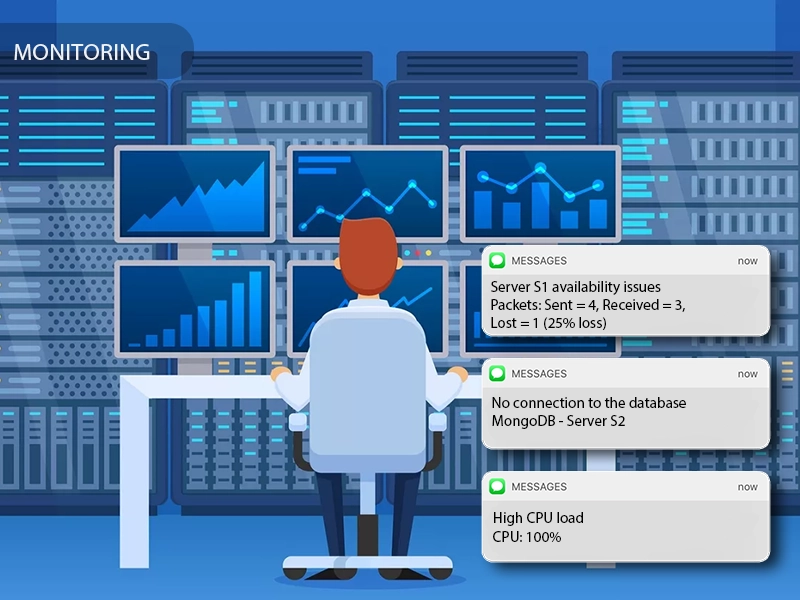 MONITORING
MESSAGES now
Server S1 availability issues
Packets: Sent = 4, Received = 3,
Lost = 1 (25% loss)
MESSAGES now
No connection to the database
MongoDB - Server S2
MESSAGES now
High CPU load
CPU: 100%